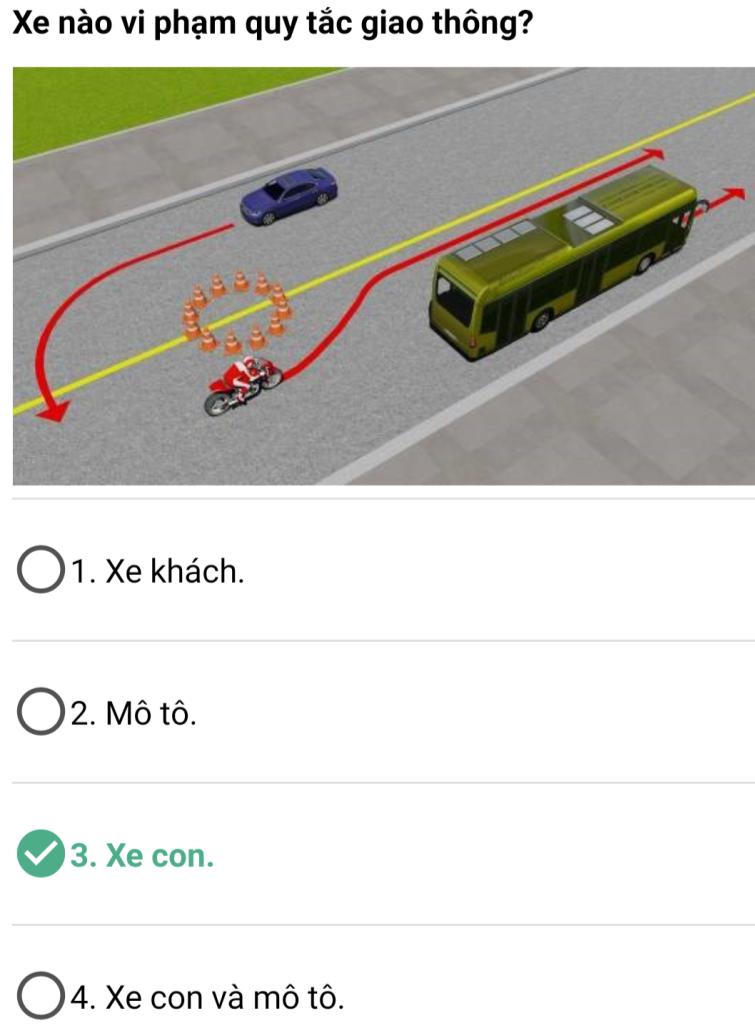 Xe nào vi phạm quy tắc giao thông?
1. Xe khách.
2. Mô tô.
3. Xe con.
4. Xe con và mô tô.